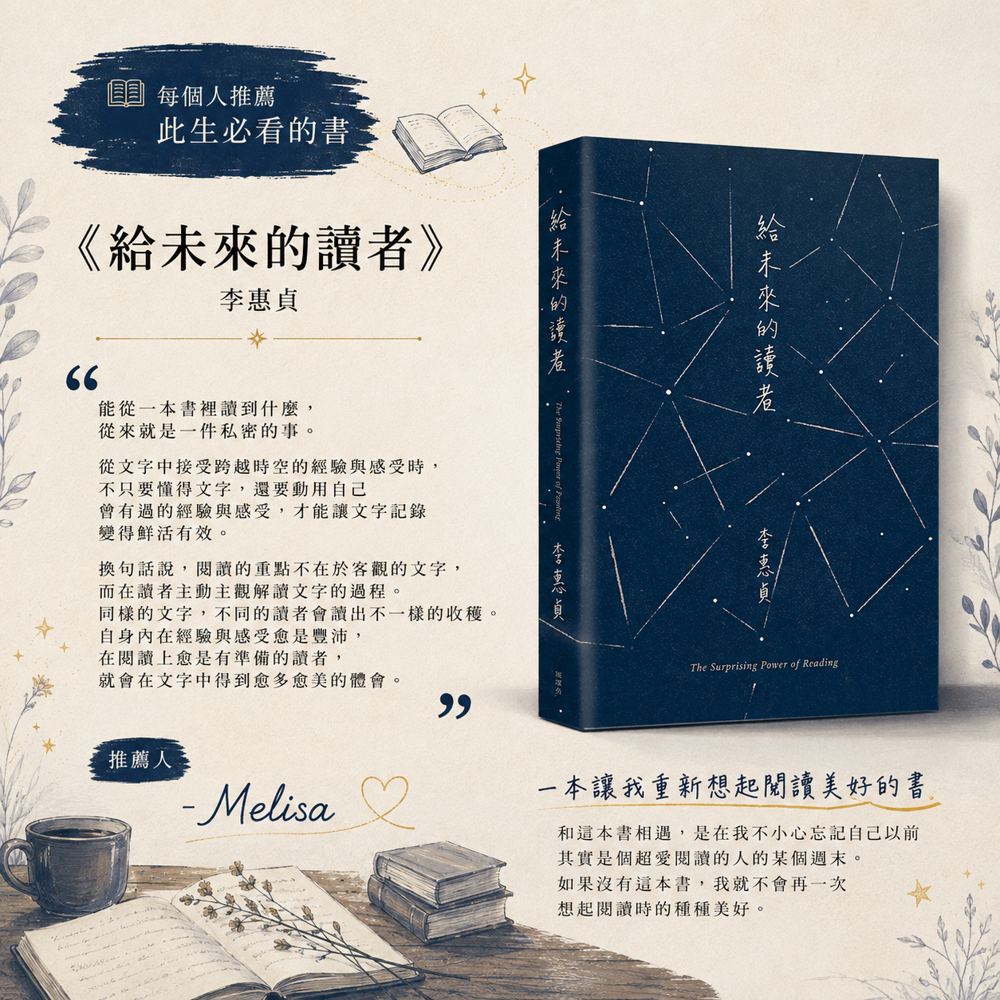 每個人推薦
此生必看的書
《給未來的讀者》
李惠貞
“
能從一本書裡讀到什麼，
從來就是一件私密的事。
從文字中接受跨越時空的經驗與感受時，
不只要懂得文字，還要動用自己
曾有過的經驗與感受，才能讓文字記錄
變得鮮活有效。
換句話說，閱讀的重點不在於客觀的文字，
而在讀者主動主觀解讀文字的過程。
同樣的文字，不同的讀者會讀出不一樣的收穫。
自身內在經驗與感受愈是豐沛，
在閱讀上愈是有準備的讀者，
就會在文字中得到愈多愈美的體會。
”
推薦人
- Melisa
給未來的讀者
The Surprising Power of Reading
李惠貞
給未來的讀者
李惠貞
The Surprising Power of Reading
一本讓我重新想起閱讀美好的書
和這本書相遇，是在我不小心忘記自己以前
其實是個超愛閱讀的人的某個週末。
如果沒有這本書，我就不會再一次
想起閱讀時的種種美好。